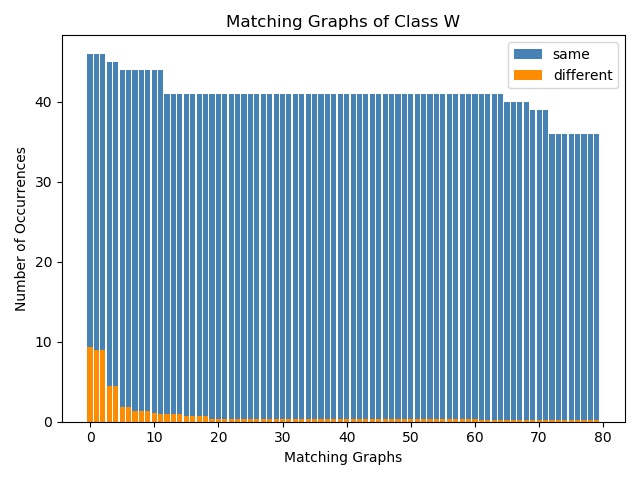 Matching Graphs of Class W
same
different
Number of Occurrences
40
30
20
10
0
0 10 20 30 40 50 60 70 80
Matching Graphs